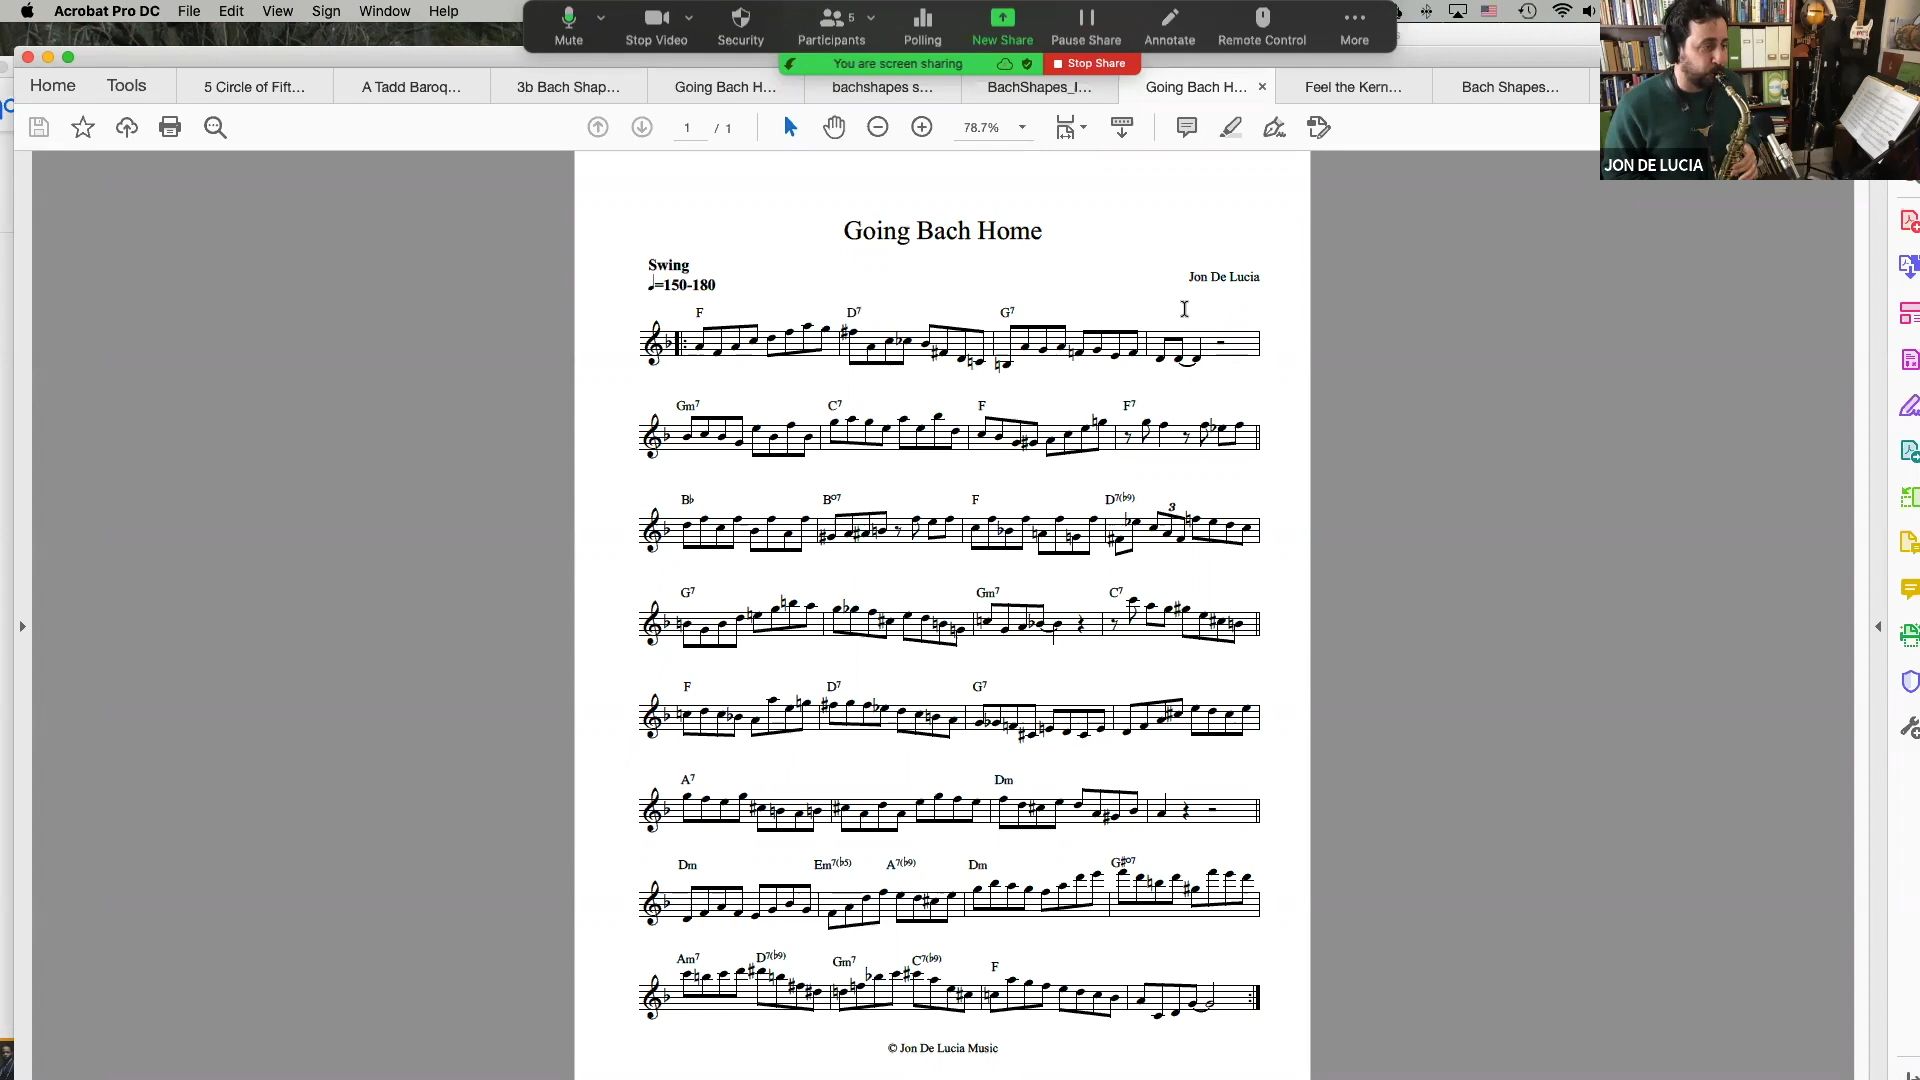 Acrobat Pro DC File Edit View Sign Window Help
5
Mute Stop Video Security Participants Polling New Share Pause Share Annotate Remote Control More
You are screen sharing Stop Share
Home Tools 5 Circle of Fift... A Tadd Baroq... 3b Bach Shap... Going Bach H... bachshapes s... BachShapes_I... Going Bach H... × Feel the Kern... Bach Shapes...
1 / 1 78.7%
JON DE LUCIA
Going Bach Home
Swing
♩=150-180
Jon De Lucia
F D7 G7
Gm7 C7 F F7
B♭ Bo7 F D7(♭9)
3
G7 Gm7 C7
F D7 G7
A7 Dm
Dm Em7(♭5) A7(♭9) Dm G#o7
Am7 D7(♭9) Gm7 C7(♭9) F
© Jon De Lucia Music